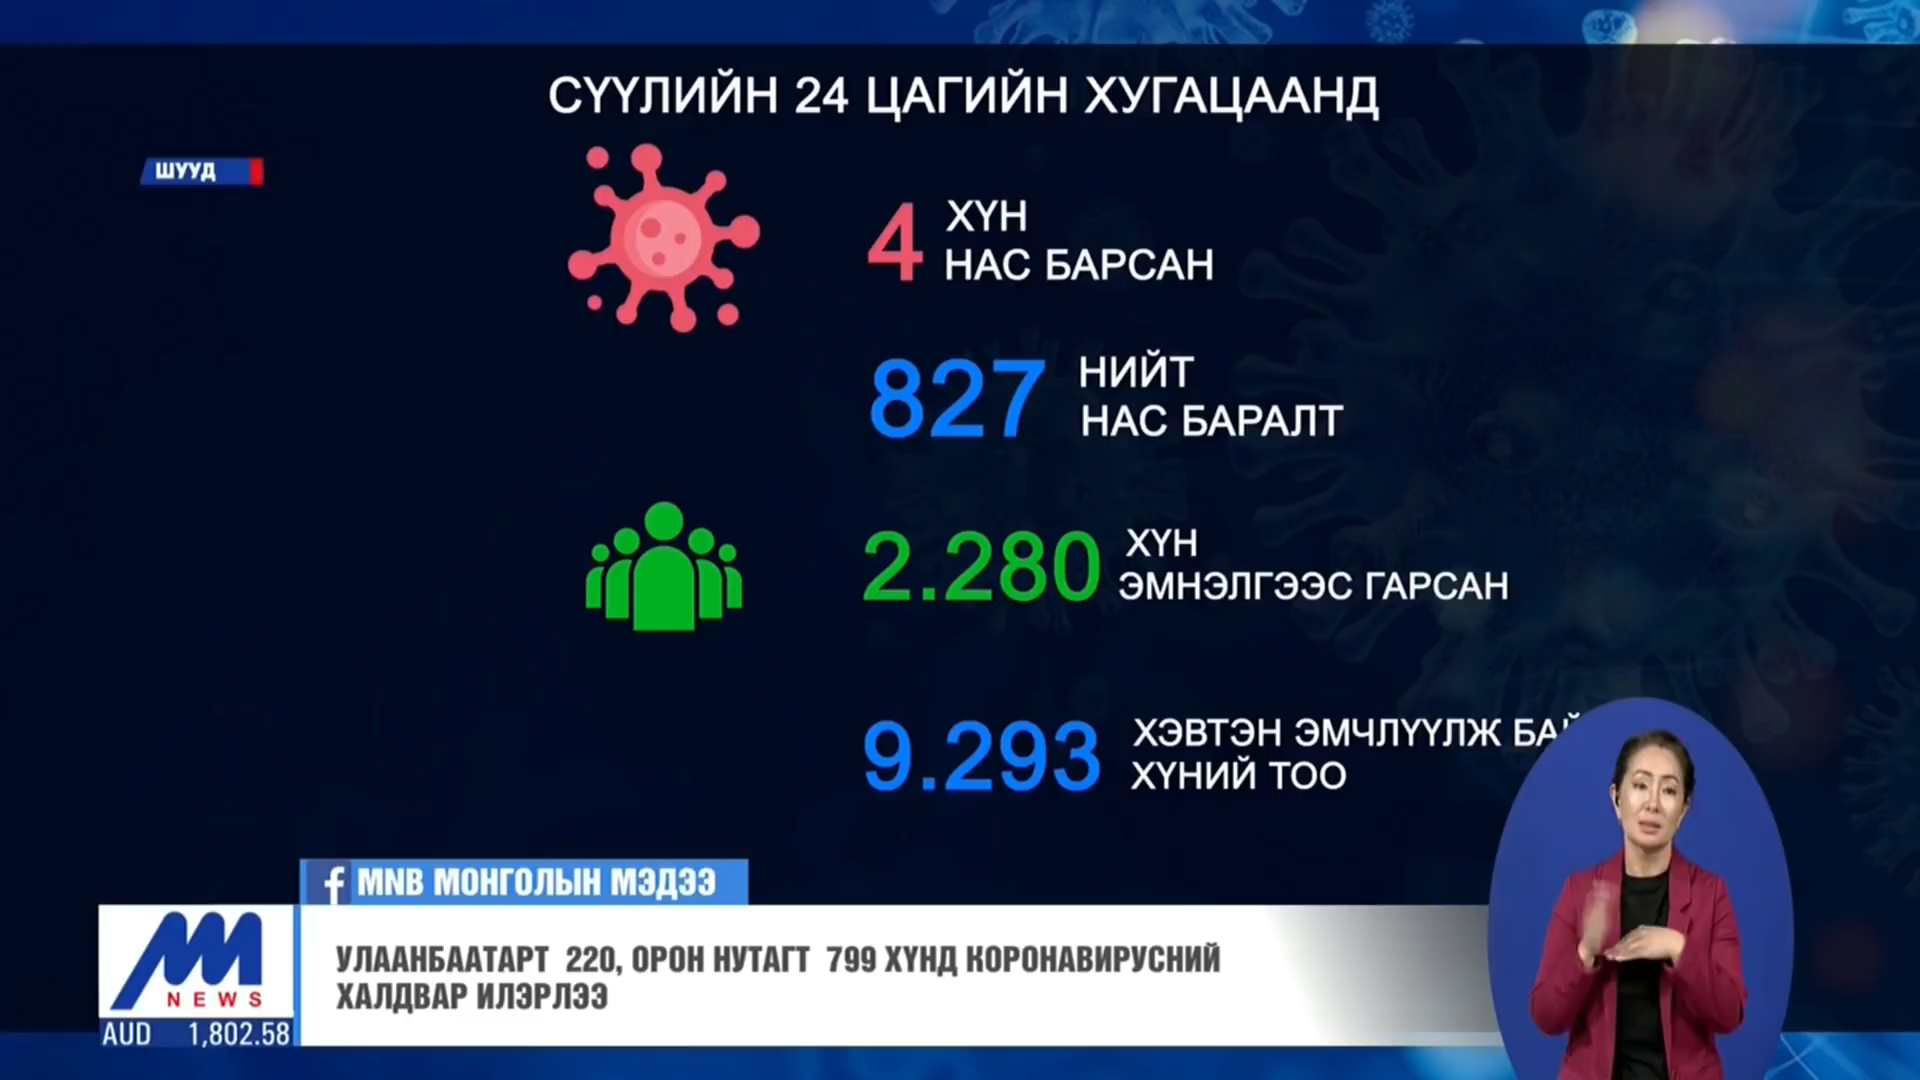 СҮҮЛИЙН 24 ЦАГИЙН ХУГАЦААНД
ШУУД
4 ХҮН
НАС БАРСАН
827 НИЙТ
НАС БАРАЛТ
2.280 ХҮН
ЭМНЭЛГЭЭС ГАРСАН
9.293 ХЭВТЭН ЭМЧЛҮҮЛЖ
ХҮНИЙ ТОО
f MNB МОНГОЛЫН МЭДЭЭ
УЛААНБААТАРТ 220, ОРОН НУТАГТ 799 ХҮНД КОРОНАВИРУСНИЙ
ХАЛДВАР ИЛЭРЛЭЭ
NEWS
AUD 1,802.58